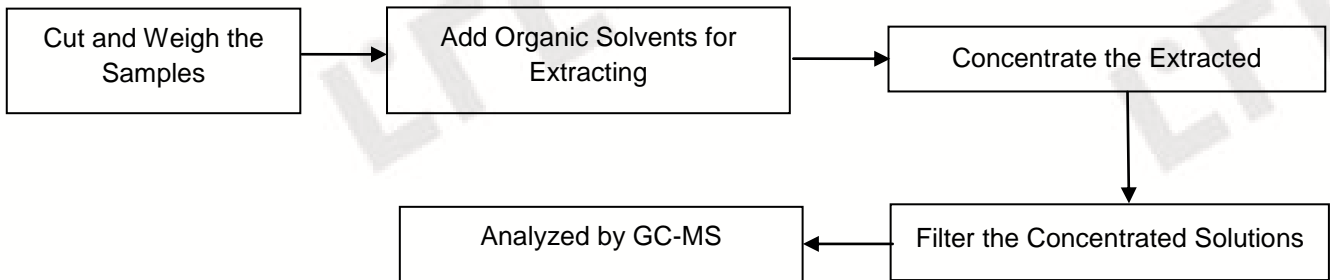 Cut and Weigh the
Samples
Add Organic Solvents for
Extracting
Concentrate the Extracted
Filter the Concentrated Solutions
Analyzed by GC-MS